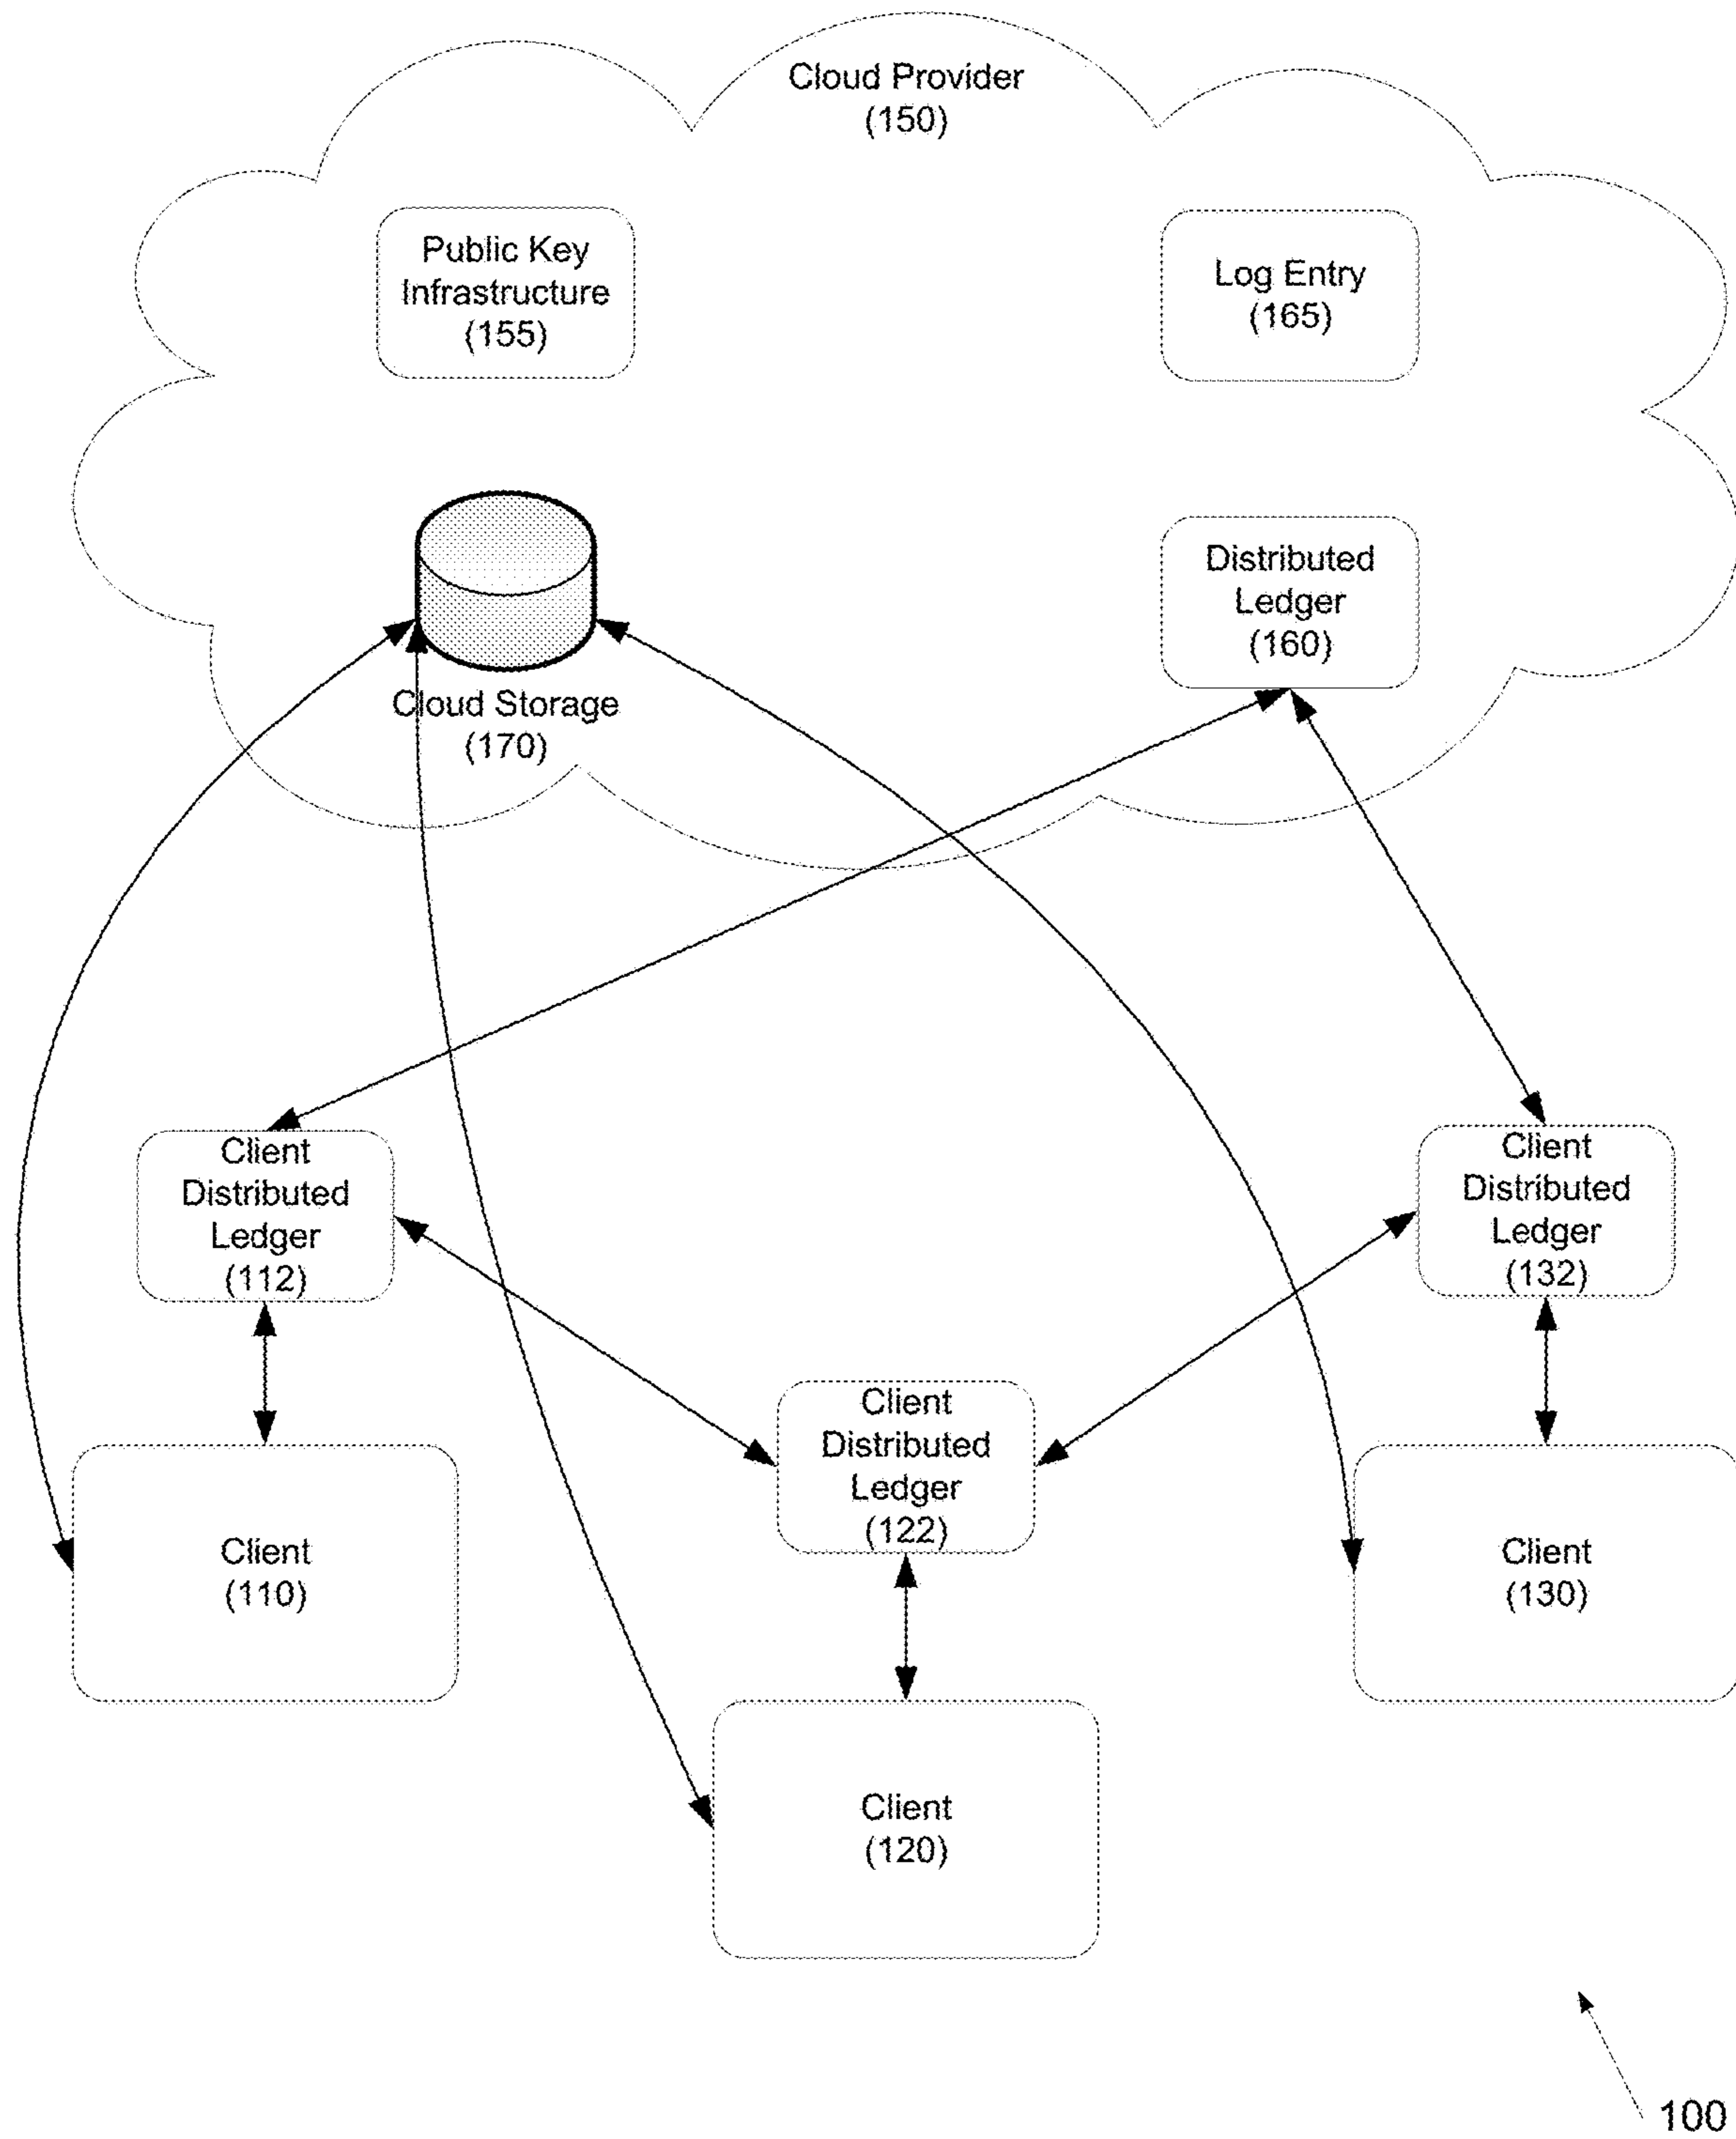 Cloud Provider
(150)
Public Key
Infrastructure
(155)
Log Entry
(165)
Distributed
Ledger
(160)
Cloud Storage
(170)
Client
Distributed
Ledger
(112)
Client
Distributed
Ledger
(132)
Client
Distributed
Ledger
(122)
Client
(110)
Client
(130)
Client
(120)
100